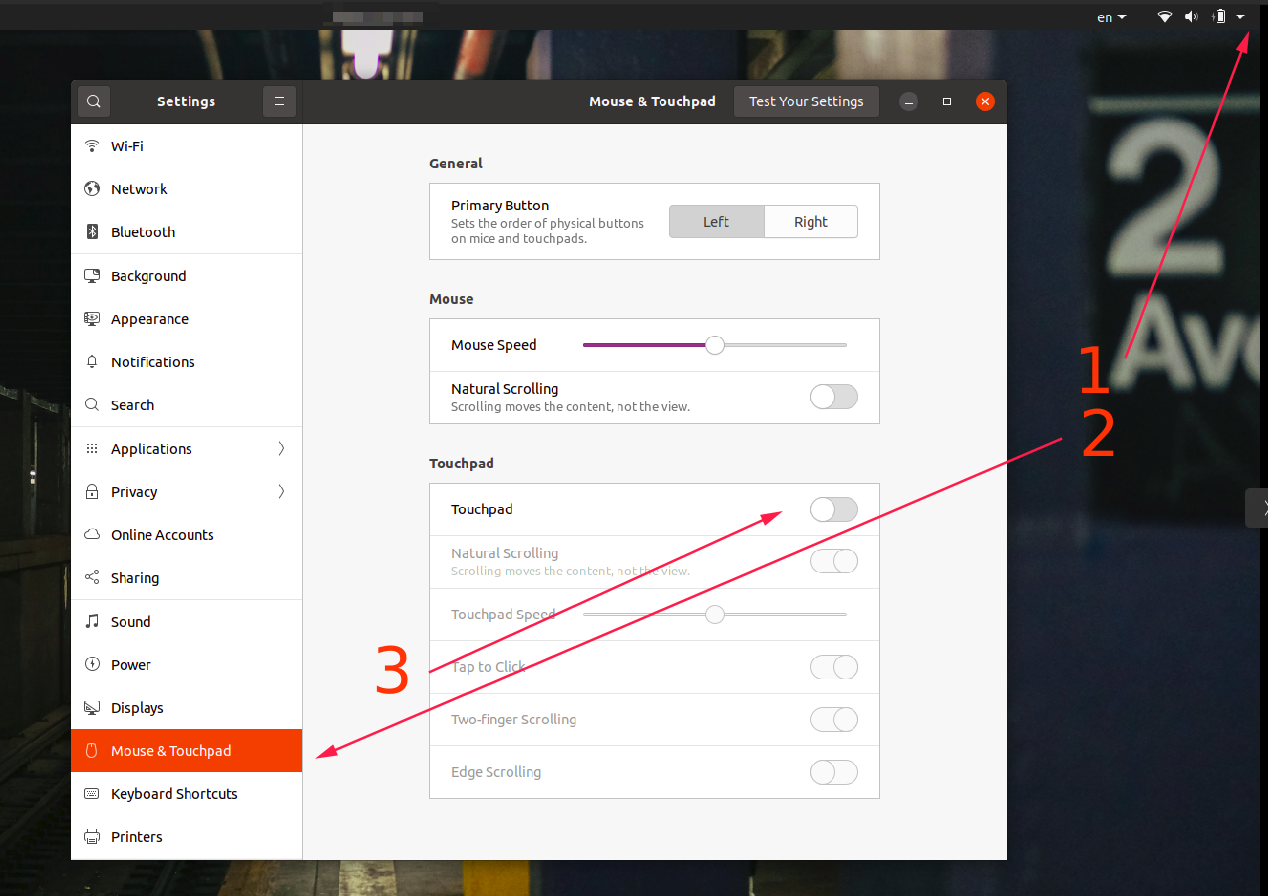 en
Settings
Mouse & Touchpad
Test Your Settings
Wi-Fi
Network
Bluetooth
Background
Appearance
Notifications
Search
Applications
Privacy
Online Accounts
Sharing
Sound
Power
Displays
Mouse & Touchpad
Keyboard Shortcuts
Printers
General
Primary Button
Sets the order of physical buttons
on mice and touchpads.
Left
Right
Mouse
Mouse Speed
Natural Scrolling
Scrolling moves the content, not the view.
Touchpad
Touchpad
Natural Scrolling
Scrolling moves the content, not the view.
Touchpad Speed
Tap to Click
Two-finger Scrolling
Edge Scrolling
1
2
3
2
Ave